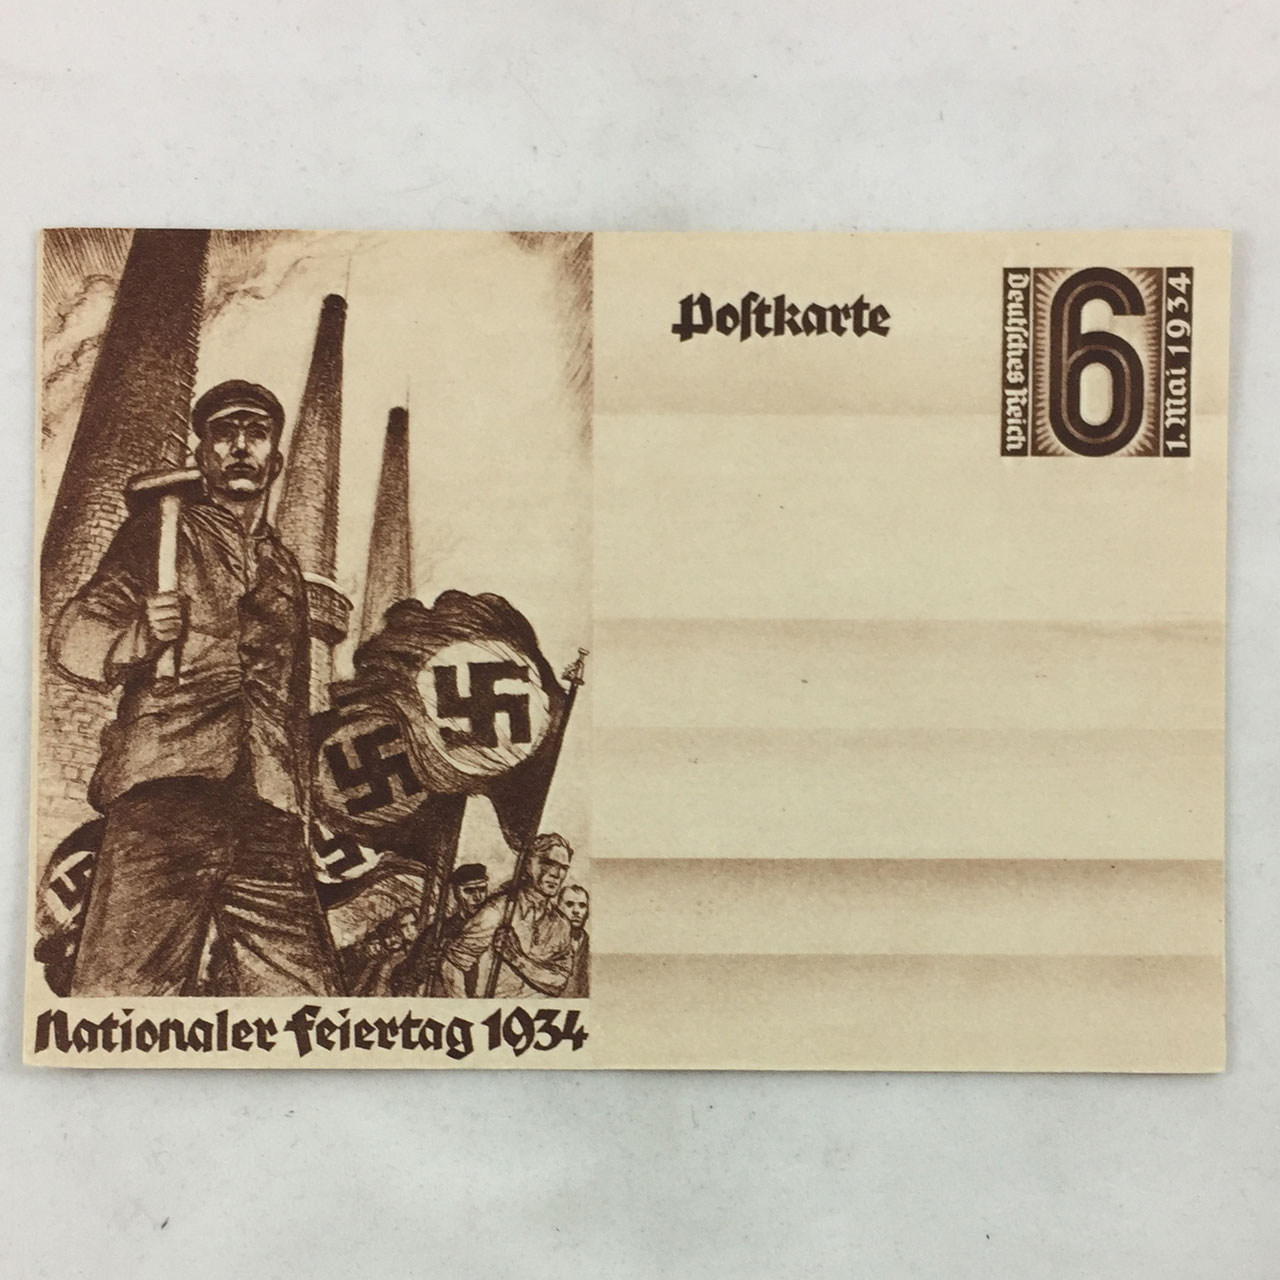 Postkarte
Deutsches Reich
6
1. Mai 1934
Nationaler Feiertag 1934